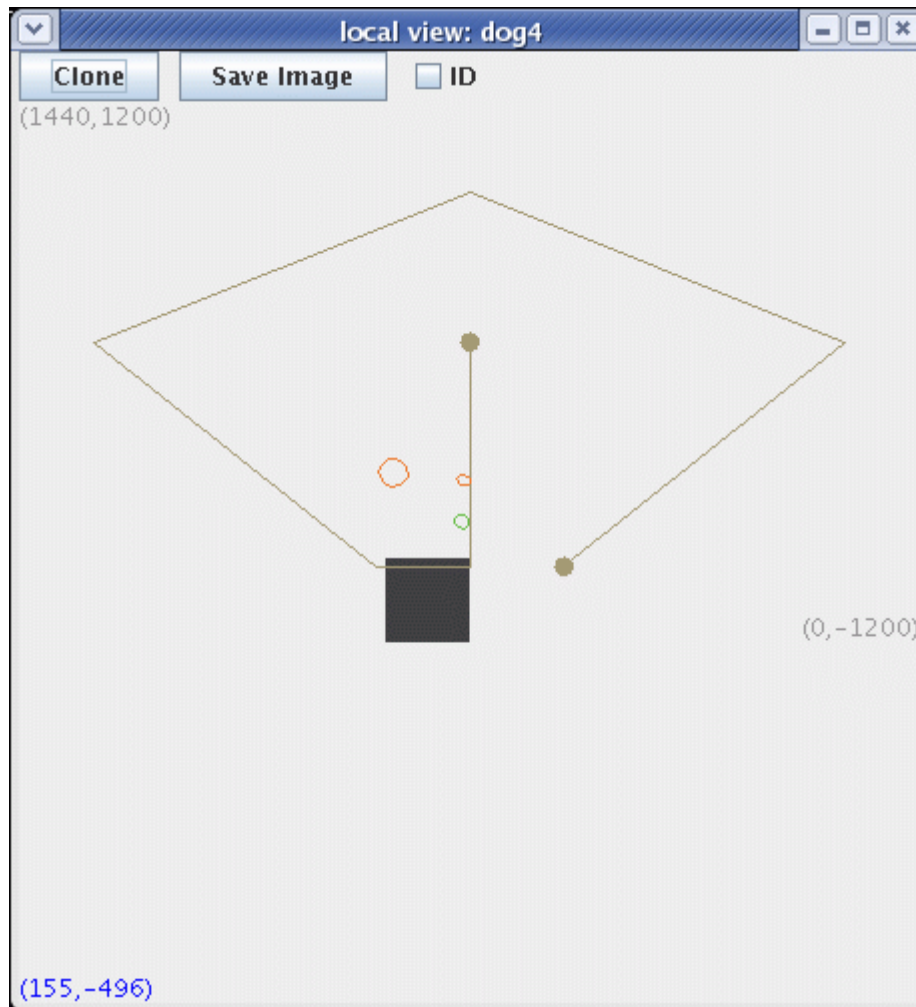 local view: dog4
Clone Save Image ID
(1440,1200)
(0,-1200)
(155,-496)